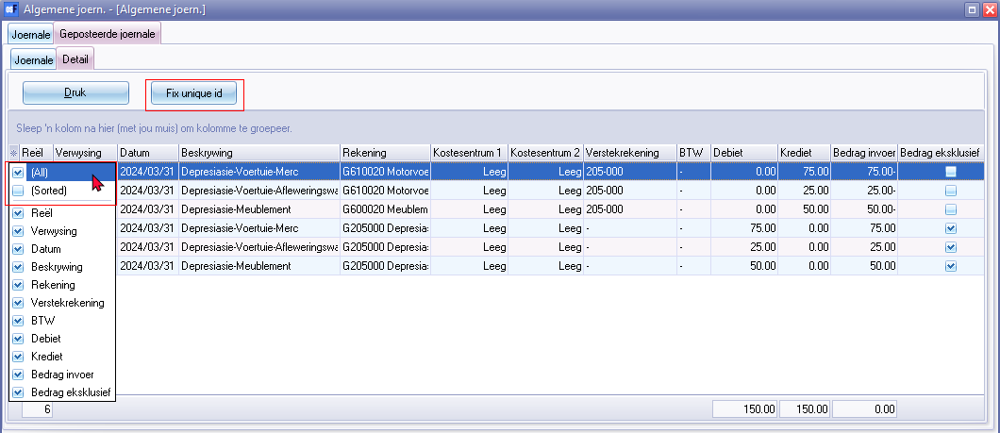 Algemene joern. - [Algemene joern.]
Joernale Geposteerde joernale
Joernale Detail
Druk Fix unique id
Sleep 'n kolom na hier (met jou muis) om kolomme te groepeer.
Reël Verwysing Datum Beskrywing Rekening Kostesentrum 1 Kostesentrum 2 Verstekrekening BTW Debiet Krediet Bedrag invoer Bedrag eksklusief
(All) 2024/03/31 Depresiasie-Voertuie-Merc G610020 Motorvoe Leeg Leeg 205-000 - 0.00 75.00 75.00-
(Sorted) 2024/03/31 Depresiasie-Voertuie-Afleweringswa G610020 Motorvo Leeg Leeg 205-000 - 0.00 25.00 25.00-
Reël 2024/03/31 Depresiasie-Meublement G600020 Meublem Leeg Leeg 205-000 - 0.00 50.00 50.00-
Verwysing 2024/03/31 Depresiasie-Voertuie-Merc G205000 Depresia: Leeg Leeg - - 75.00 0.00 75.00
Datum 2024/03/31 Depresiasie-Voertuie-Afleweringswa G205000 Depresia: Leeg Leeg - - 25.00 0.00 25.00
Beskrywing 2024/03/31 Depresiasie-Meublement G205000 Depresia: Leeg Leeg - - 50.00 0.00 50.00
Rekening
Verstekrekening
BTW
Debiet
Krediet
Bedrag invoer
Bedrag eksklusief
6 150.00 150.00 0.00